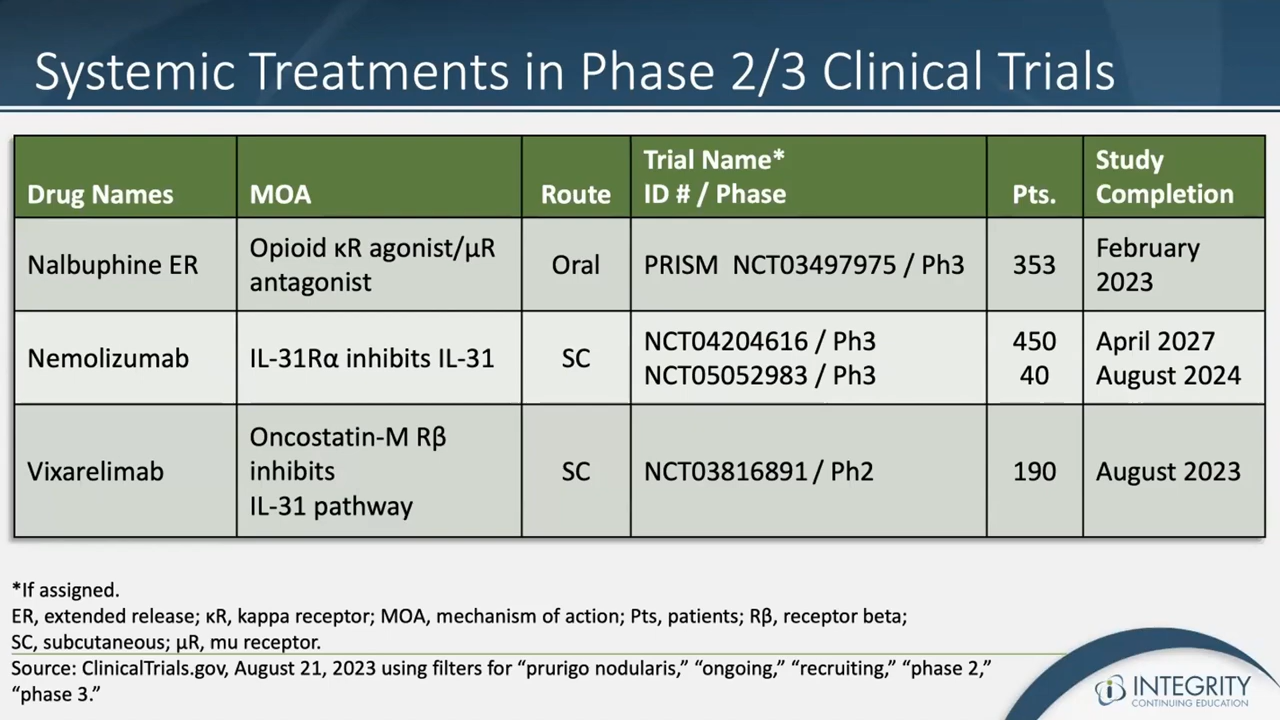 Systemic Treatments in Phase 2/3 Clinical Trials
Drug Names
MOA
Route
Trial Name*
ID # / Phase
Pts.
Study
Completion
Nalbuphine ER
Opioid κR agonist/μR
antagonist
Oral
PRISM NCT03497975 / Ph3
353
February
2023
Nemolizumab
IL-31Rα inhibits IL-31
SC
NCT04204616 / Ph3
NCT05052983 / Ph3
450
40
April 2027
August 2024
Vixarelimab
Oncostatin-M Rβ
inhibits
IL-31 pathway
SC
NCT03816891 / Ph2
190
August 2023
*If assigned.
ER, extended release; κR, kappa receptor; MOA, mechanism of action; Pts, patients; Rβ, receptor beta;
SC, subcutaneous; μR, mu receptor.
Source: ClinicalTrials.gov, August 21, 2023 using filters for “prurigo nodularis,” “ongoing,” “recruiting,” “phase 2,”
“phase 3.”
INTEGRITY
CONTINUING EDUCATION